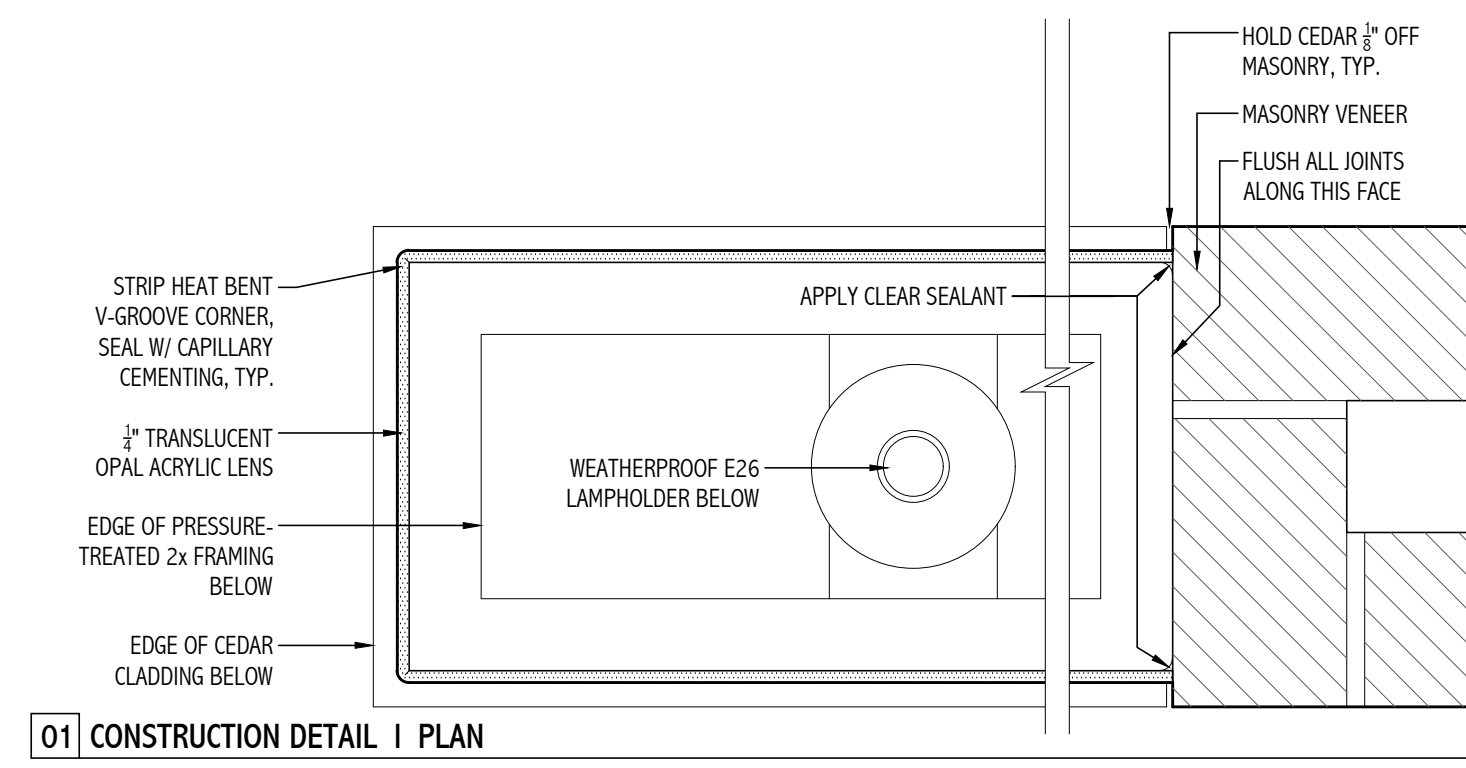 HOLD CEDAR 1/8" OFF
MASONRY, TYP.
MASONRY VENEER
FLUSH ALL JOINTS
ALONG THIS FACE
STRIP HEAT BENT
V-GROOVE CORNER,
SEAL W/ CAPILLARY
CEMENTING, TYP.
APPLY CLEAR SEALANT
1/4" TRANSLUCENT
OPAL ACRYLIC LENS
WEATHERPROOF E26
LAMPHOLDER BELOW
EDGE OF PRESSURE-
TREATED 2x FRAMING
BELOW
EDGE OF CEDAR
CLADDING BELOW
01 CONSTRUCTION DETAIL | PLAN